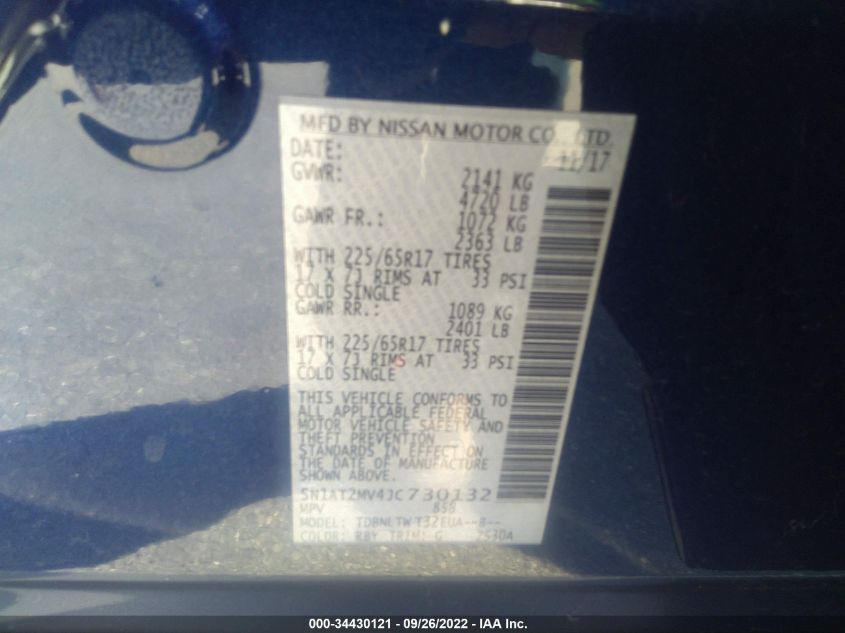 MFD BY NISSAN MOTOR CO., LTD.
DATE: 11/17
GVWR: 2141 KG
4720 LB
GAWR FR.: 1072 KG
2363 LB
WITH 225/65R17 TIRES
17 X 7J RIMS AT 33 PSI
COLD SINGLE
GAWR RR.: 1089 KG
2401 LB
WITH 225/65R17 TIRES
17 X 7J RIMS AT 33 PSI
COLD SINGLE
THIS VEHICLE CONFORMS TO
ALL APPLICABLE FEDERAL
MOTOR VEHICLE SAFETY AND
THEFT PREVENTION
STANDARDS IN EFFECT ON
THE DATE OF MANUFACTURE
SHOWN ABOVE.
5N1AT2MV4JC730132
MPV
MODEL: TDBNLTWT32EUA--B--
COLOR: RBY TRIM: G
000-34430121 - 09/26/2022 - IAA Inc.